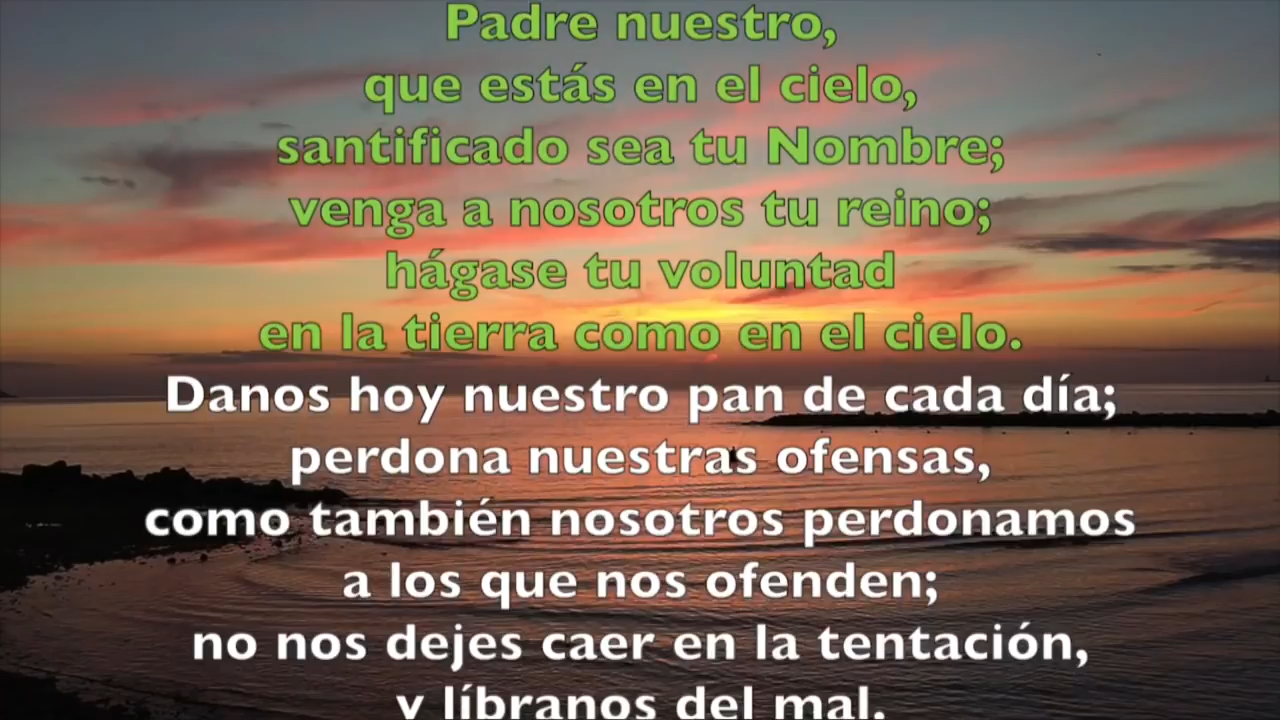 Padre nuestro,
que estás en el cielo,
santificado sea tu Nombre;
venga a nosotros tu reino;
hágase tu voluntad
en la tierra como en el cielo.
Danos hoy nuestro pan de cada día;
perdona nuestras ofensas,
como también nosotros perdonamos
a los que nos ofenden;
no nos dejes caer en la tentación,
y líbranos del mal.